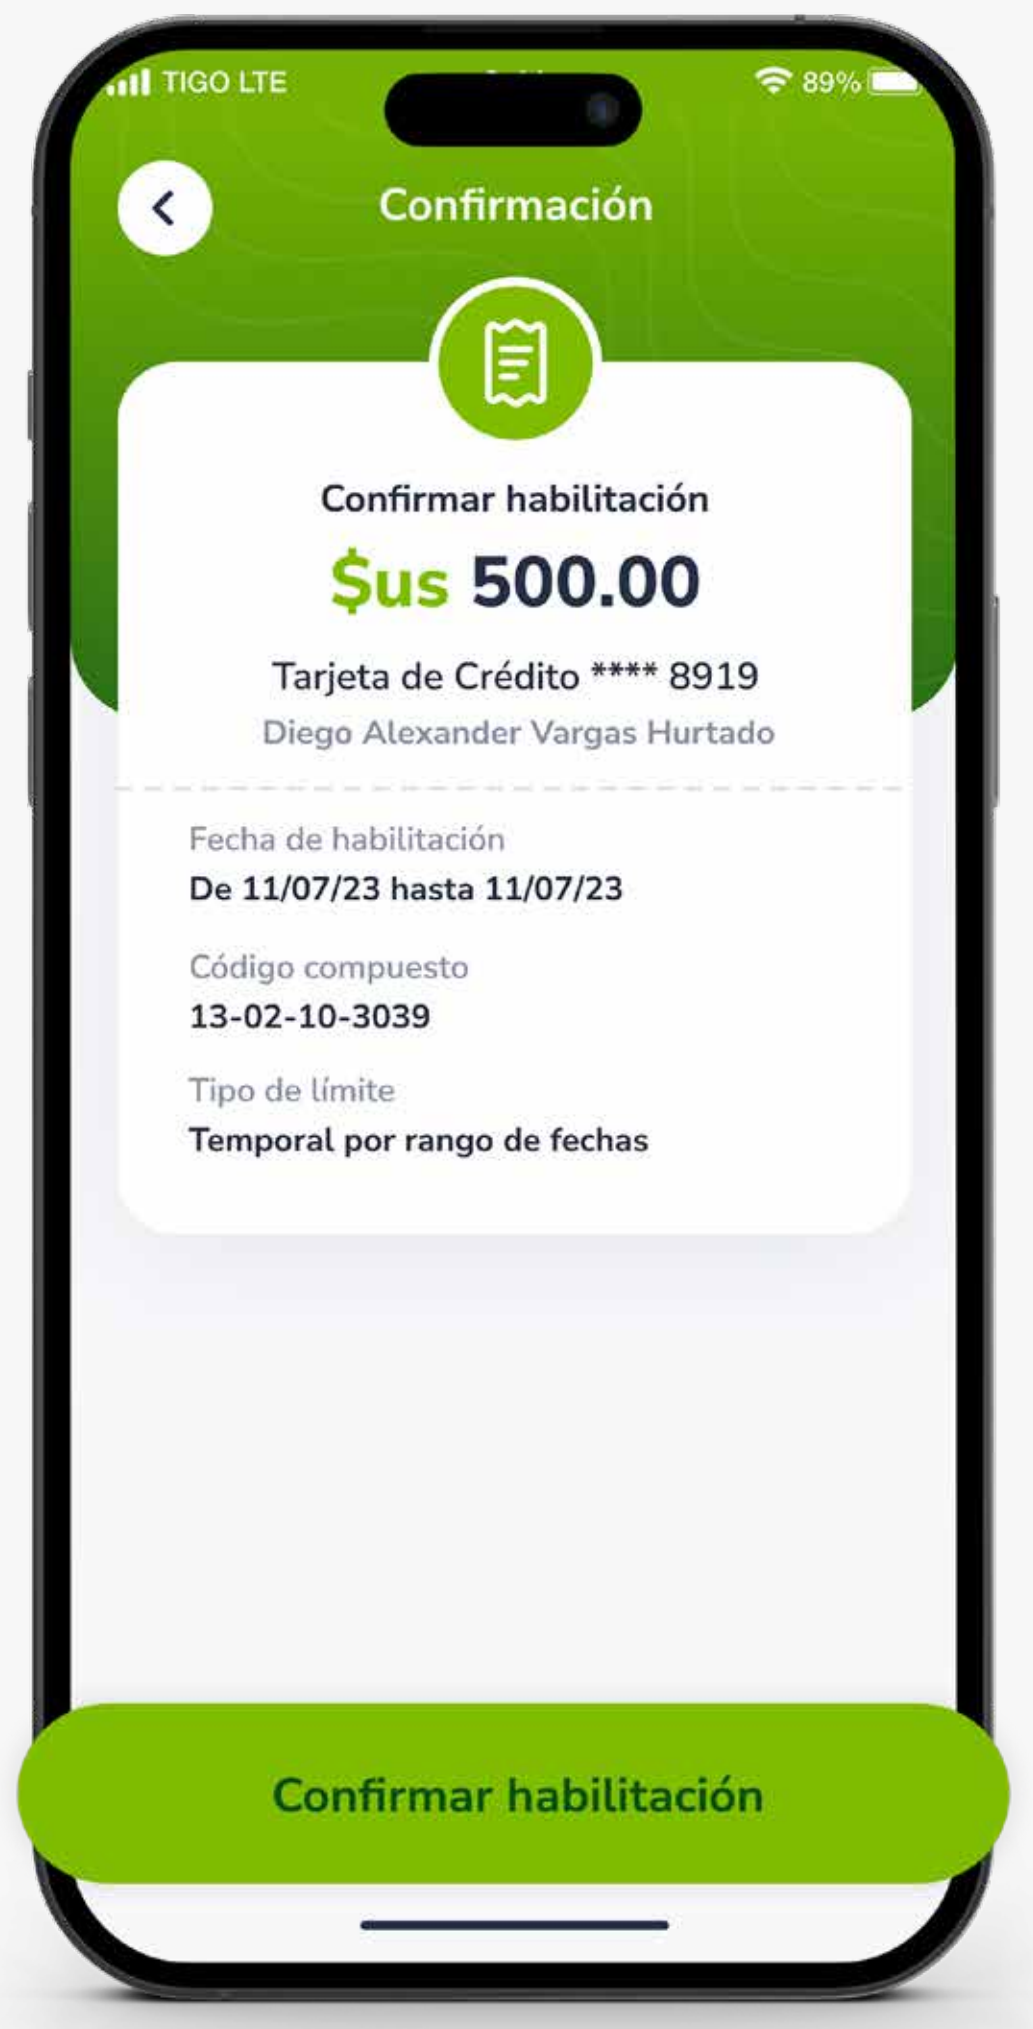 TIGO LTE
89%
Confirmación
Confirmar habilitación
$us 500.00
Tarjeta de Crédito **** 8919
Diego Alexander Vargas Hurtado
Fecha de habilitación
De 11/07/23 hasta 11/07/23
Código compuesto
13-02-10-3039
Tipo de límite
Temporal por rango de fechas
Confirmar habilitación